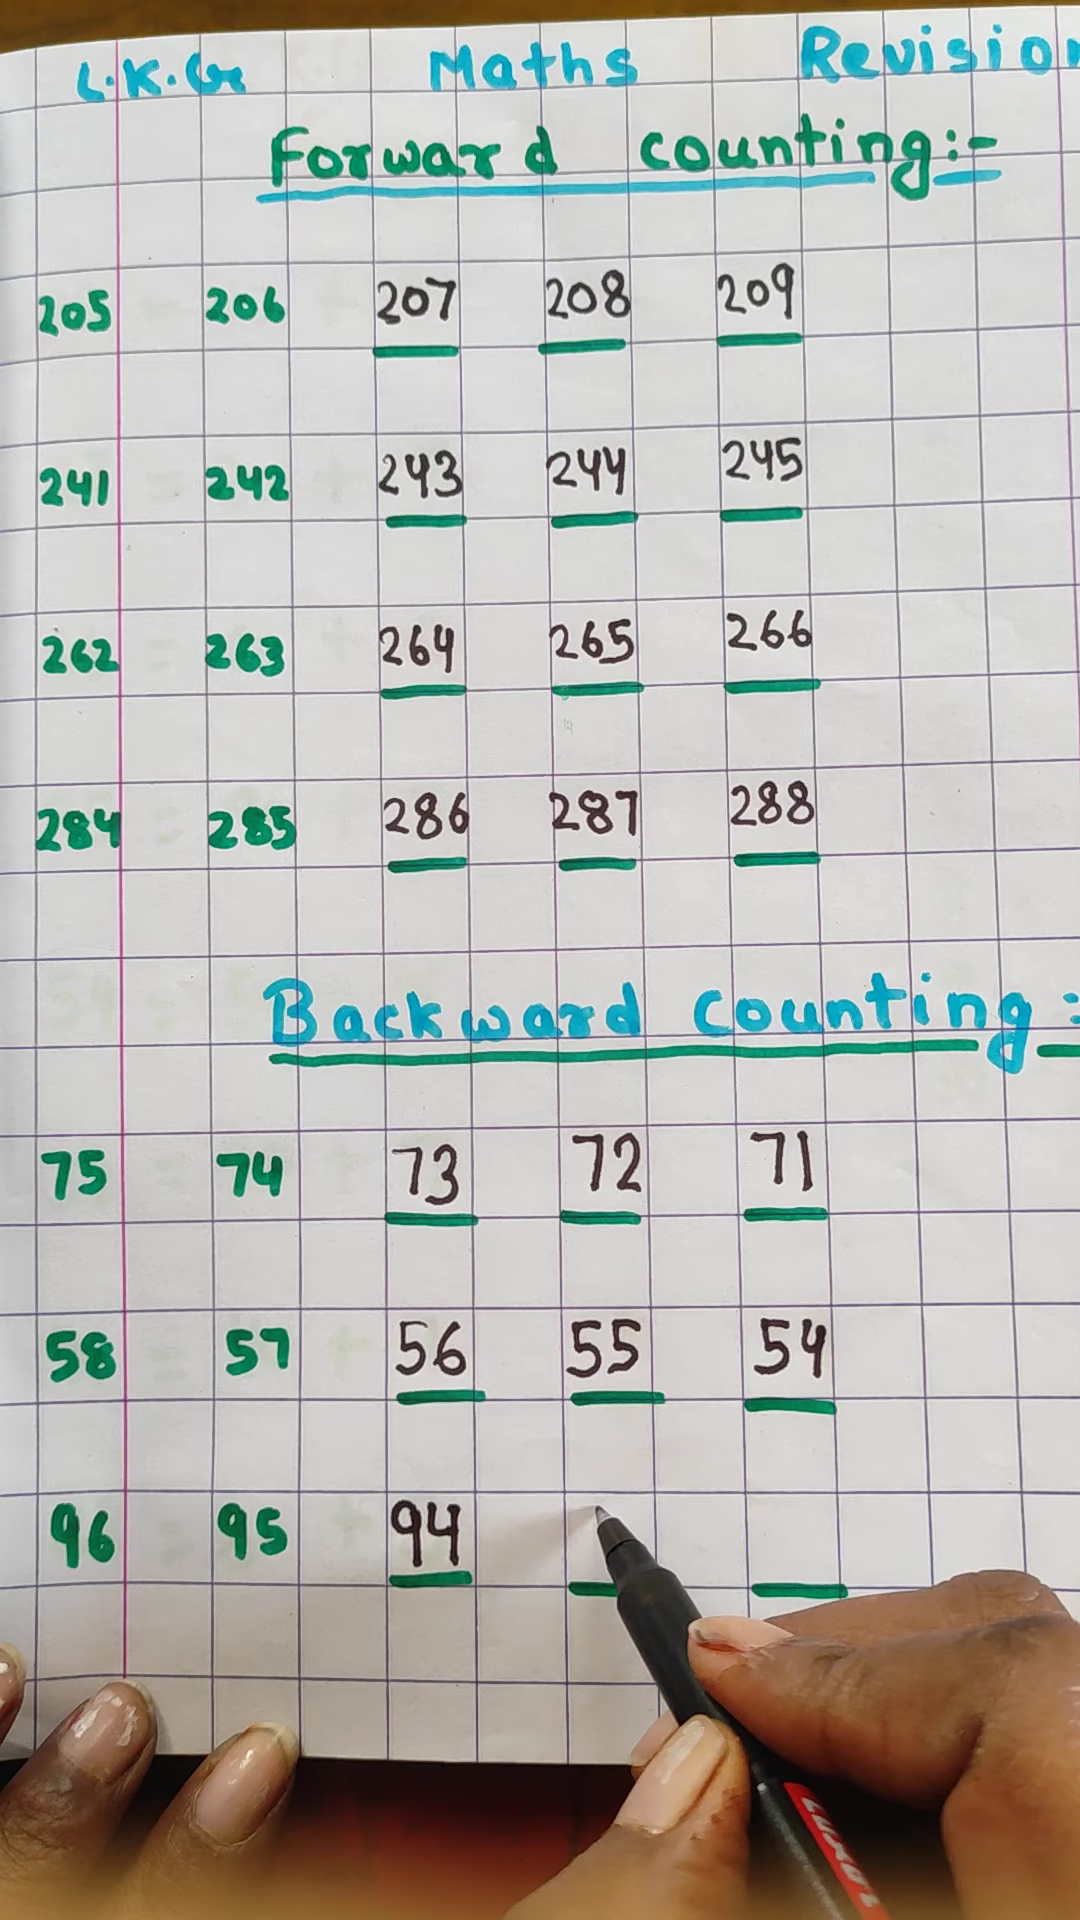 L.K.G Maths Revision
Forward counting:-
205 206 207 208 209
241 242 243 244 245
262 263 264 265 266
284 285 286 287 288
Backward counting:
75 74 73 72 71
58 57 56 55 54
96 95 94